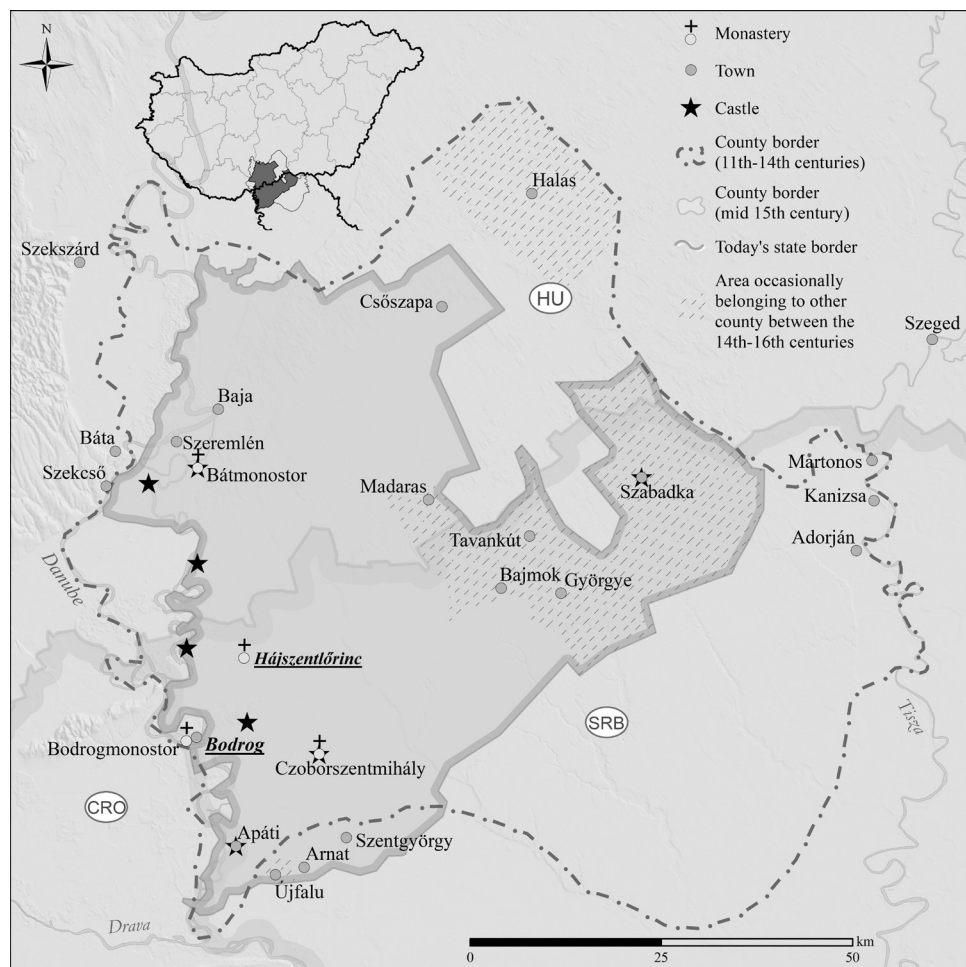 N
Monastery
Town
Castle
County border
(11th-14th centuries)
County border
(mid 15th century)
Today's state border
Area occasionally
belonging to other
county between the
14th-16th centuries
Halas
Szekszárd
HU
Csőszapa
Szeged
Baja
Báta
Szeremlén
Szekcső
Bátmonostor
Mártonos
Madaras
Szabadka
Kanizsa
Tavankút
Adorján
Danube
Bajmok
Györgye
Hájszentlőrinc
Tisza
SRB
Bodrogmonostor
Bodrog
Czoborszentmihály
CRO
Apáti
Szentgyörgy
Arnat
Újfalu
Drava
km
0
25
50